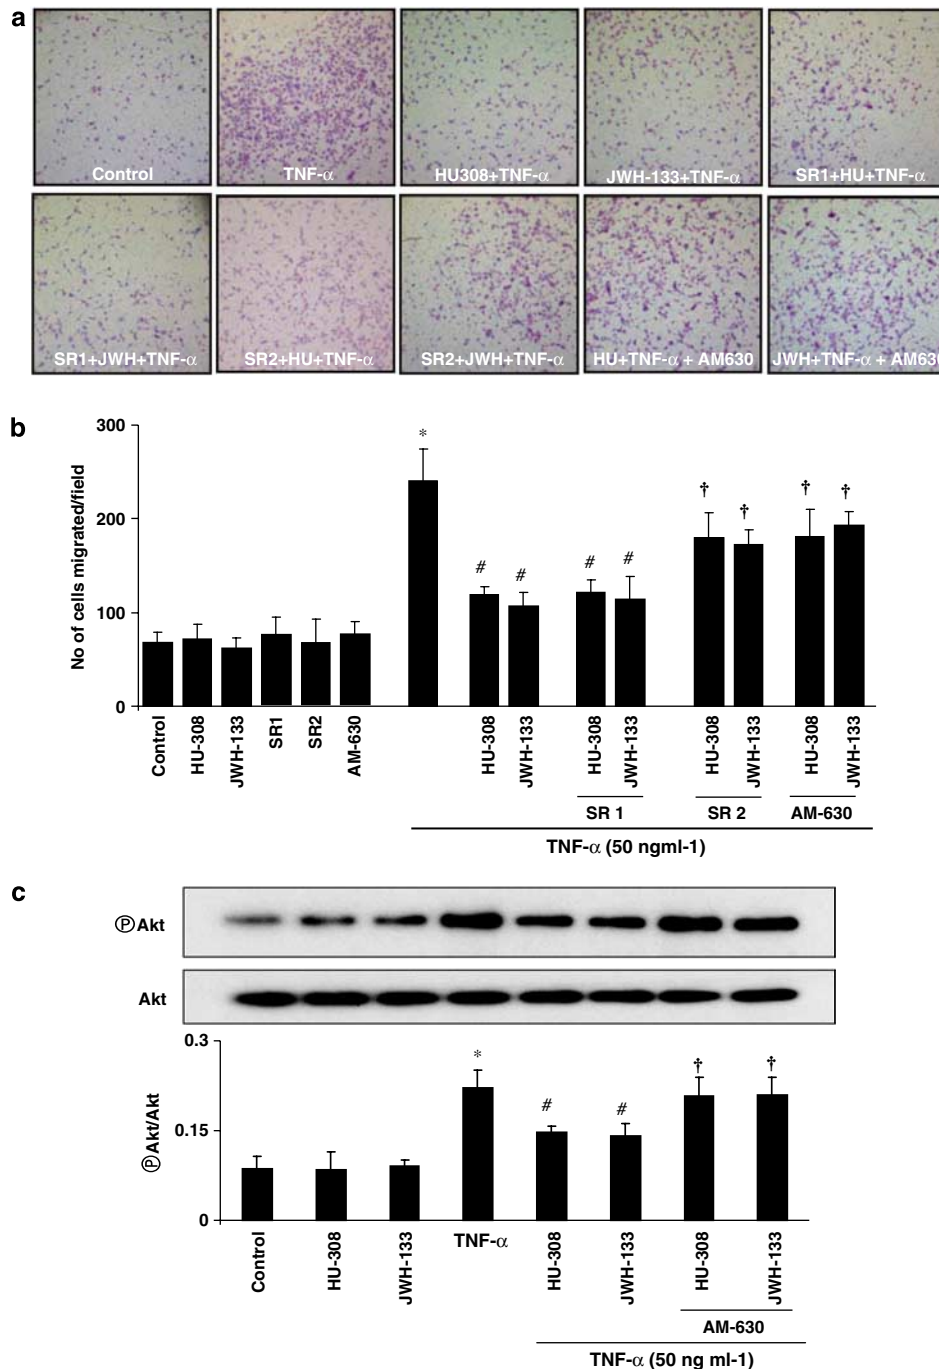 a
Control
TNF-α
HU308+TNF-α
JWH-133+TNF-α
SR1+HU+TNF-α
SR1+JWH+TNF-α
SR2+HU+TNF-α
SR2+JWH+TNF-α
HU+TNF-α + AM630
JWH+TNF-α + AM630
b
No of cells migrated/field
300
200
100
0
*
#
#
#
#
†
†
†
†
Control
HU-308
JWH-133
SR1
SR2
AM-630
HU-308
JWH-133
HU-308
JWH-133
HU-308
JWH-133
HU-308
JWH-133
SR 1
SR 2
AM-630
TNF-α (50 ngml-1)
c
ⓅAkt
Akt
ⓅAkt/Akt
0.3
0.15
0
*
#
#
†
†
Control
HU-308
JWH-133
TNF-α
HU-308
JWH-133
HU-308
JWH-133
AM-630
TNF-α (50 ng ml-1)